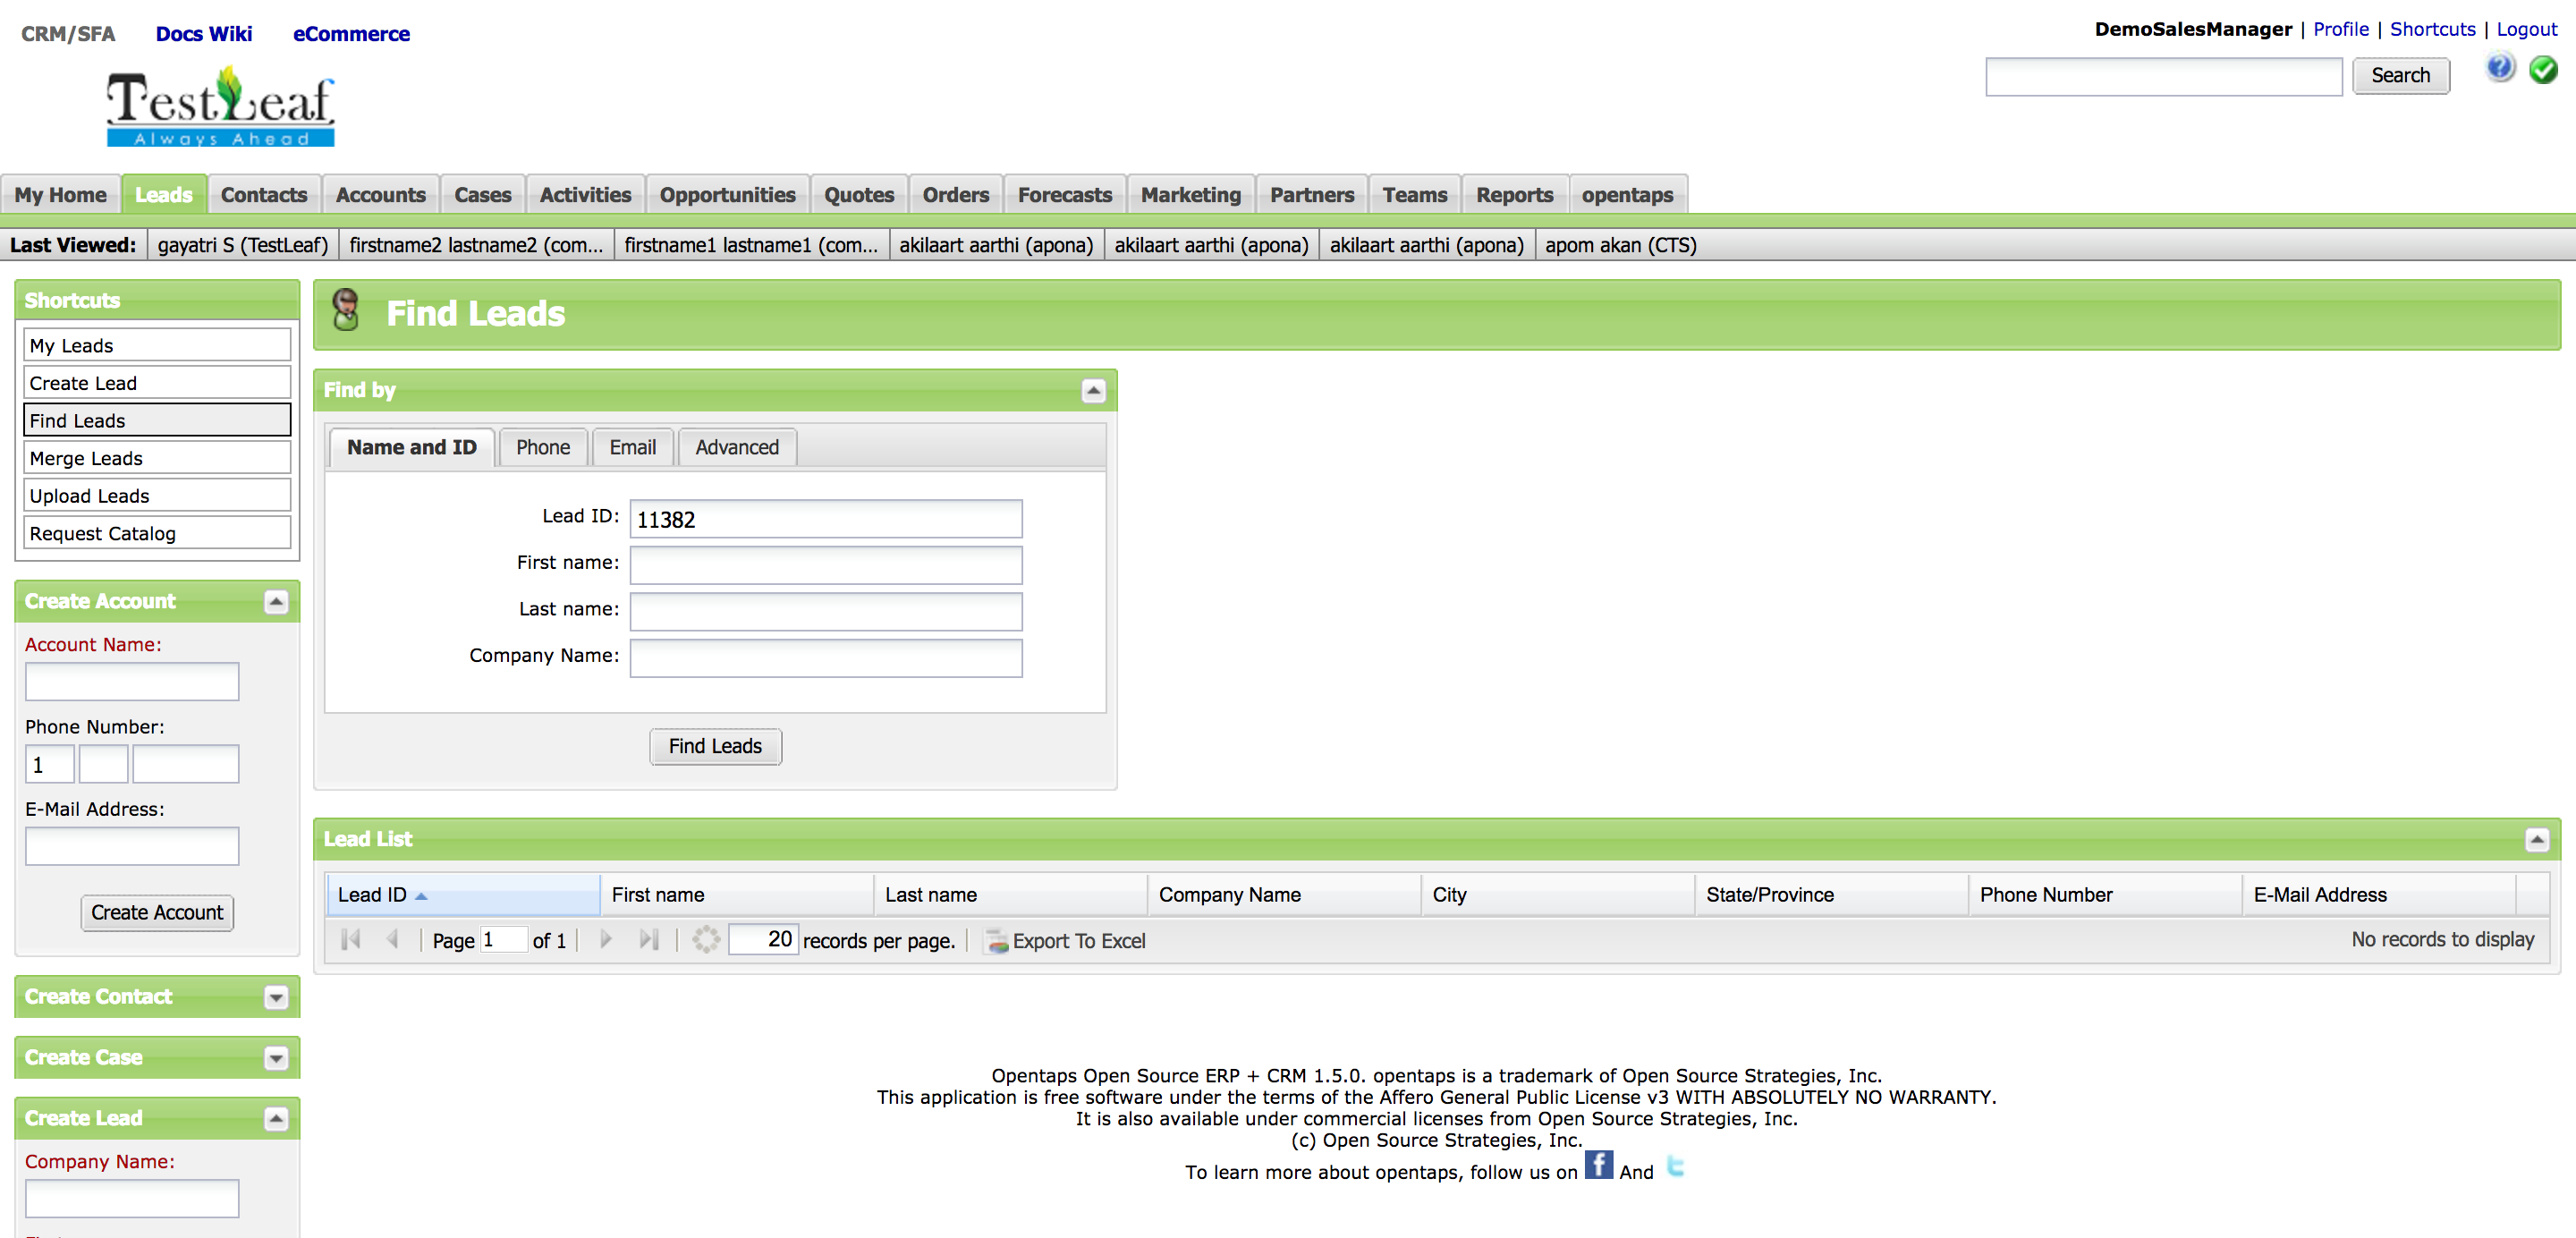 CRM/SFA Docs Wiki eCommerce
DemoSalesManager | Profile | Shortcuts | Logout
Search
TestLeaf
Always Ahead
My Home Leads Contacts Accounts Cases Activities Opportunities Quotes Orders Forecasts Marketing Partners Teams Reports opentaps
Last Viewed: gayatri S (TestLeaf) firstname2 lastname2 (com... firstname1 lastname1 (com... akilaart aarthi (apona) akilaart aarthi (apona) akilaart aarthi (apona) apom akan (CTS)
Shortcuts
My Leads
Create Lead
Find Leads
Merge Leads
Upload Leads
Request Catalog
Create Account
Account Name:
Phone Number:
1
E-Mail Address:
Create Account
Create Contact
Create Case
Create Lead
Company Name:
Find Leads
Find by
Name and ID Phone Email Advanced
Lead ID: 11382
First name:
Last name:
Company Name:
Find Leads
Lead List
Lead ID First name Last name Company Name City State/Province Phone Number E-Mail Address
Page 1 of 1 20 records per page. Export To Excel No records to display
Opentaps Open Source ERP + CRM 1.5.0. opentaps is a trademark of Open Source Strategies, Inc.
This application is free software under the terms of the Affero General Public License v3 WITH ABSOLUTELY NO WARRANTY.
It is also available under commercial licenses from Open Source Strategies, Inc.
(c) Open Source Strategies, Inc.
To learn more about opentaps, follow us on f And t